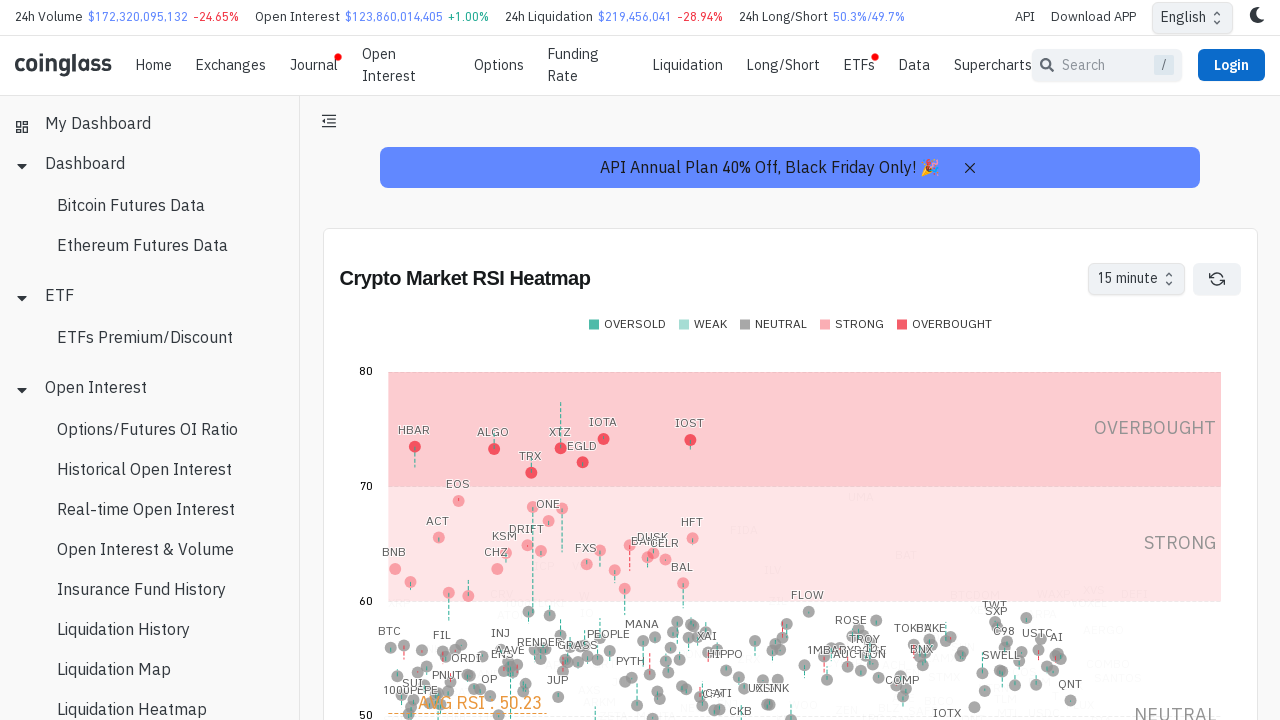 24h Volume $172,320,095,132 -24.65% Open Interest $123,860,014,405 +1.00% 24h Liquidation $219,456,041 -28.94% 24h Long/Short 50.3%/49.7% API Download APP English
coinglass Home Exchanges Journal Open Interest Options Funding Rate Liquidation Long/Short ETFs Data Supercharts Search / Login
My Dashboard
Dashboard
Bitcoin Futures Data
Ethereum Futures Data
ETF
ETFs Premium/Discount
Open Interest
Options/Futures OI Ratio
Historical Open Interest
Real-time Open Interest
Open Interest & Volume
Insurance Fund History
Liquidation History
Liquidation Map
Liquidation Heatmap
API Annual Plan 40% Off, Black Friday Only! 🎉
Crypto Market RSI Heatmap
15 minute
OVERSOLD WEAK NEUTRAL STRONG OVERBOUGHT
80
OVERBOUGHT
HBAR ALGO XTZ IOTA IOST
TRX EGLD
70
EOS ONE
ACT DRIFT HFT
STRONG
KSM DUSK CELR
BNB CHZ FXS BAL
60
FLOW TWT
SXP
BTC FIL INJ RENDER PEOPLE MANA XAI ROSE TROY BNX C98 USTC AI
ORDI ENS AAVE GRASS PYTH HIPPO AUCTION SWELL
PNUT OP JUP COMP QNT
SUI
1000PEPE CATI
CKB IOTX
AVG RSI : 50.23
50
NEUTRAL